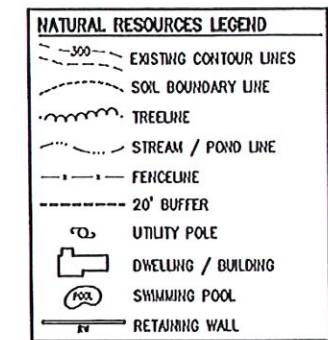 NATURAL RESOURCES LEGEND
300 EXISTING CONTOUR LINES
SOIL BOUNDARY LINE
TREELINE
STREAM / POND LINE
x x FENCELINE
20' BUFFER
UTILITY POLE
DWELLING / BUILDING
POOL SWIMMING POOL
RW RETAINING WALL